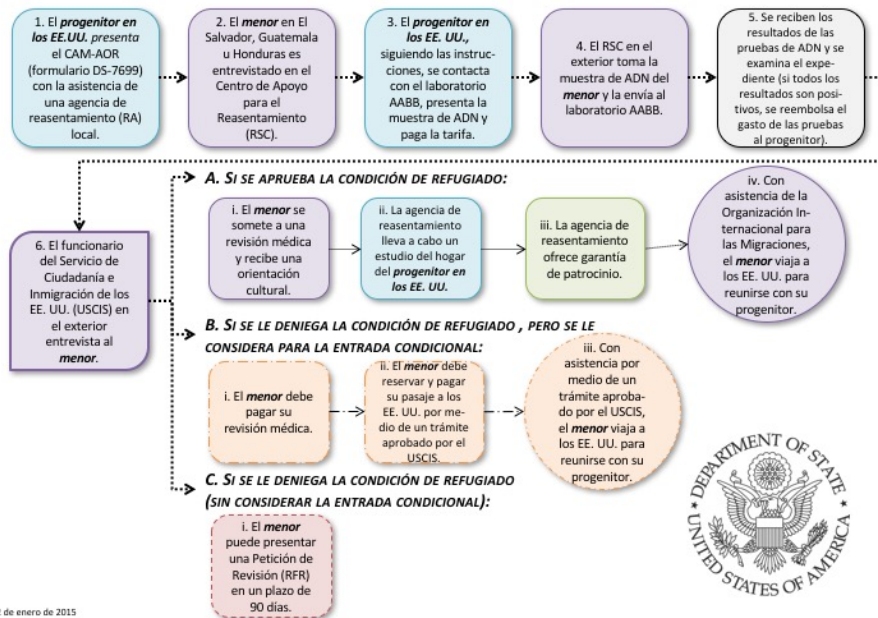 1. El progenitor en
los EE.UU. presenta
el CAM-AOR
(formulario DS-7699)
con la asistencia de
una agencia de
reasentamiento (RA)
local.
2. El menor en El
Salvador, Guatemala
u Honduras es
entrevistado en el
Centro de Apoyo
para el
Reasentamiento
(RSC).
3. El progenitor en
los EE. UU.,
siguiendo las instruc-
ciones, se contacta
con el laboratorio
AABB, presenta la
muestra de ADN y
paga la tarifa.
4. El RSC en el
exterior toma la
muestra de ADN del
menor y la envía al
laboratorio AABB.
5. Se reciben los
resultados de las
pruebas de ADN y se
examina el expe-
diente (si todos los
resultados son posi-
tivos, se reembolsa el
gasto de las pruebas
al progenitor).
6. El funcionario
del Servicio de
Ciudadanía e
Inmigración de los
EE. UU. (USCIS) en
el exterior
entrevista al
menor.
A. SI SE APRUEBA LA CONDICIÓN DE REFUGIADO:
i. El menor se
somete a una
revisión médica
y recibe una
orientación
cultural.
ii. La agencia de
reasentamiento
lleva a cabo un
estudio del hogar
del progenitor en
los EE. UU.
iii. La agencia de
reasentamiento
ofrece garantía
de patrocinio.
iv. Con
asistencia de la
Organización In-
ternacional para
las Migraciones,
el menor viaja a
los EE. UU. para
reunirse con su
progenitor.
B. SI SE LE DENIEGA LA CONDICIÓN DE REFUGIADO , PERO SE LE
CONSIDERA PARA LA ENTRADA CONDICIONAL:
i. El menor debe
pagar su
revisión médica.
ii. El menor debe
reservar y pagar
su pasaje a los
EE. UU. por me-
dio de un trámite
aprobado por el
USCIS.
iii. Con
asistencia por
medio de un
trámite aproba-
do por el USCIS,
el menor viaja a
los EE. UU. para
reunirse con su
progenitor.
C. SI SE LE DENIEGA LA CONDICIÓN DE REFUGIADO
(SIN CONSIDERAR LA ENTRADA CONDICIONAL):
i. El menor
puede presentar
una Petición de
Revisión (RFR)
en un plazo de
90 días.
DEPARTMENT OF STATE
UNITED STATES OF AMERICA
de enero de 2015